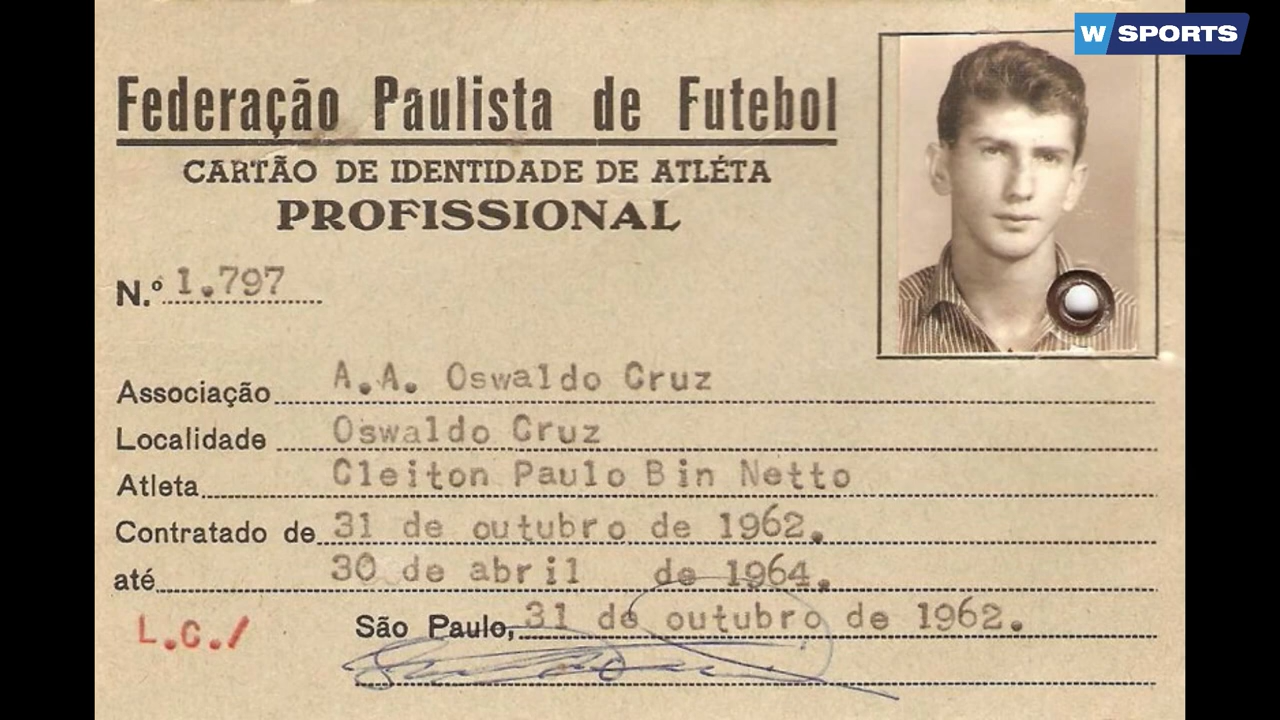 W SPORTS
Federação Paulista de Futebol
CARTÃO DE IDENTIDADE DE ATLÉTA
PROFISSIONAL
N.º 1.797
Associação A.A. Oswaldo Cruz
Localidade Oswaldo Cruz
Atleta Cleiton Paulo Bin Netto
Contratado de 31 de outubro de 1962.
até 30 de abril de 1964.
L.C./ São Paulo, 31 de outubro de 1962.